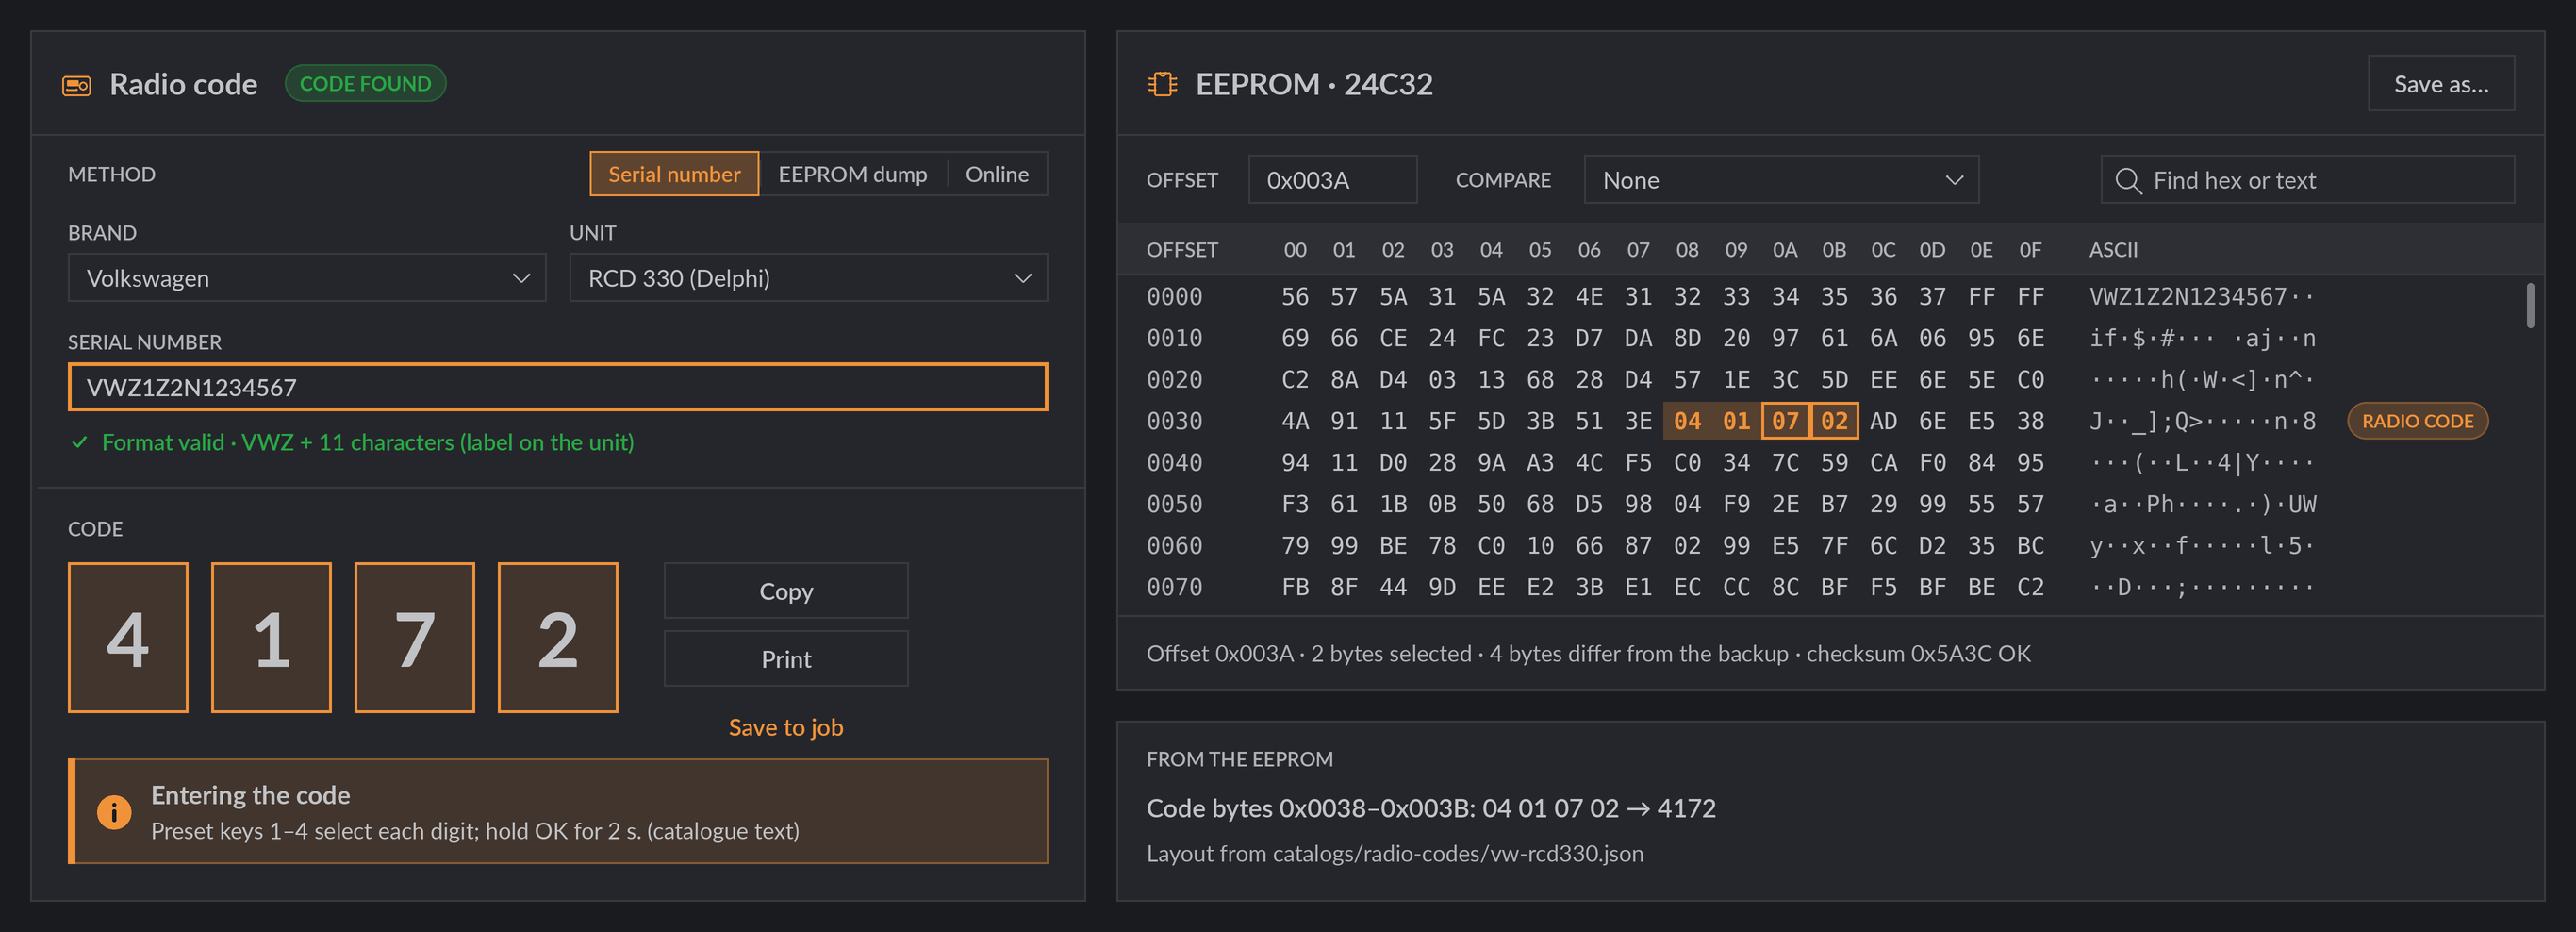 Radio code
CODE FOUND
METHOD
Serial number
EEPROM dump
Online
BRAND
UNIT
Volkswagen
RCD 330 (Delphi)
SERIAL NUMBER
VWZ1Z2N1234567
Format valid · VWZ + 11 characters (label on the unit)
CODE
4 1 7 2
Copy
Print
Save to job
Entering the code
Preset keys 1–4 select each digit; hold OK for 2 s. (catalogue text)
EEPROM · 24C32
Save as...
OFFSET 0x003A COMPARE None Find hex or text
OFFSET 00 01 02 03 04 05 06 07 08 09 0A 0B 0C 0D 0E 0F ASCII
0000 56 57 5A 31 5A 32 4E 31 32 33 34 35 36 37 FF FF VWZ1Z2N1234567··
0010 69 66 CE 24 FC 23 D7 DA 8D 20 97 61 6A 06 95 6E if·$·#··· ·aj··n
0020 C2 8A D4 03 13 68 28 D4 57 1E 3C 5D EE 6E 5E C0 ·····h(·W·<]·n^·
0030 4A 91 11 5F 5D 3B 51 3E 04 01 07 02 AD 6E E5 38 J··_];Q>·····n·8 RADIO CODE
0040 94 11 D0 28 9A A3 4C F5 C0 34 7C 59 CA F0 84 95 ···(··L··4|Y····
0050 F3 61 1B 0B 50 68 D5 98 04 F9 2E B7 29 99 55 57 ·a··Ph····.·)·UW
0060 79 99 BE 78 C0 10 66 87 02 99 E5 7F 6C D2 35 BC y··x··f·····l·5·
0070 FB 8F 44 9D EE E2 3B E1 EC CC 8C BF F5 BF BE C2 ··D···;·········
Offset 0x003A · 2 bytes selected · 4 bytes differ from the backup · checksum 0x5A3C OK
FROM THE EEPROM
Code bytes 0x0038–0x003B: 04 01 07 02 → 4172
Layout from catalogs/radio-codes/vw-rcd330.json